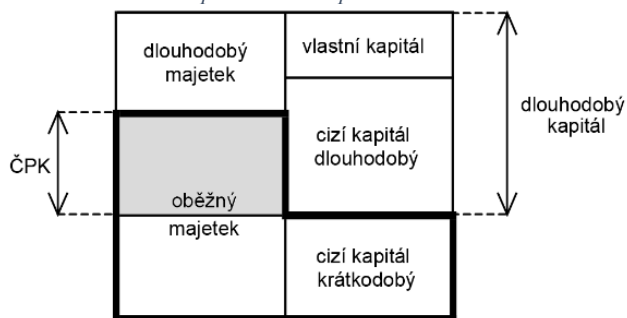 dlouhodobý
majetek
vlastní kapitál
dlouhodobý
kapitál
ČPK
cizí kapitál
dlouhodobý
oběžný
majetek
cizí kapitál
krátkodobý